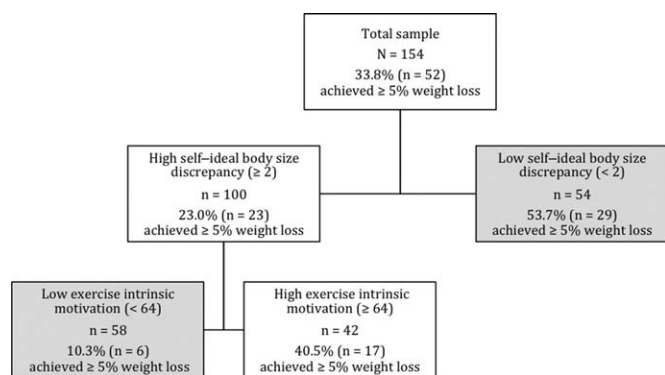 Total sample
N = 154
33.8% (n = 52)
achieved ≥ 5% weight loss
High self–ideal body size
discrepancy (≥ 2)
n = 100
23.0% (n = 23)
achieved ≥ 5% weight loss
Low self–ideal body size
discrepancy (< 2)
n = 54
53.7% (n = 29)
achieved ≥ 5% weight loss
Low exercise intrinsic
motivation (< 64)
n = 58
10.3% (n = 6)
achieved ≥ 5% weight loss
High exercise intrinsic
motivation (≥ 64)
n = 42
40.5% (n = 17)
achieved ≥ 5% weight loss